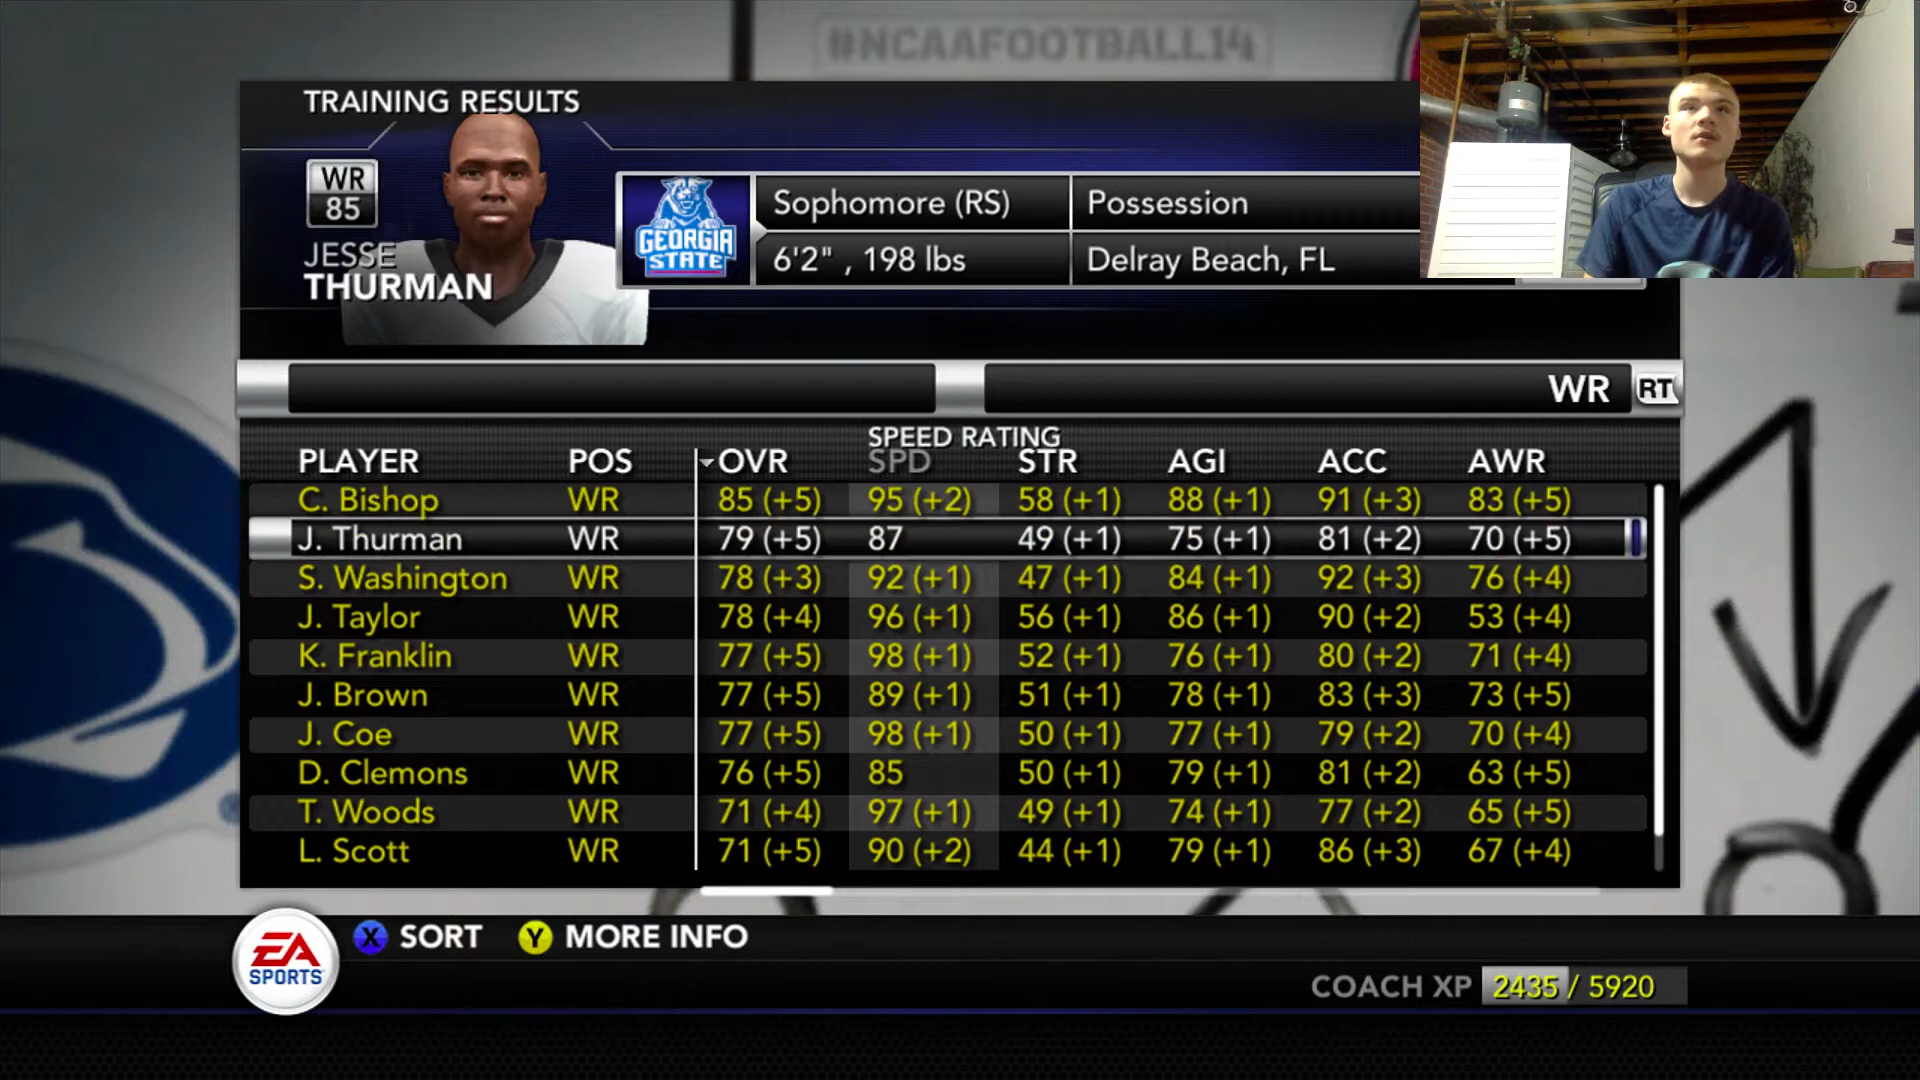 #NCAAFOOTBALL14
TRAINING RESULTS
WR
85
JESSE
THURMAN
GEORGIA
STATE
Sophomore (RS) Possession
6'2" , 198 lbs Delray Beach, FL
WR RT
SPEED RATING
PLAYER POS OVR SPD STR AGI ACC AWR
C. Bishop WR 85 (+5) 95 (+2) 58 (+1) 88 (+1) 91 (+3) 83 (+5)
J. Thurman WR 79 (+5) 87 49 (+1) 75 (+1) 81 (+2) 70 (+5)
S. Washington WR 78 (+3) 92 (+1) 47 (+1) 84 (+1) 92 (+3) 76 (+4)
J. Taylor WR 78 (+4) 96 (+1) 56 (+1) 86 (+1) 90 (+2) 53 (+4)
K. Franklin WR 77 (+5) 98 (+1) 52 (+1) 76 (+1) 80 (+2) 71 (+4)
J. Brown WR 77 (+5) 89 (+1) 51 (+1) 78 (+1) 83 (+3) 73 (+5)
J. Coe WR 77 (+5) 98 (+1) 50 (+1) 77 (+1) 79 (+2) 70 (+4)
D. Clemons WR 76 (+5) 85 50 (+1) 79 (+1) 81 (+2) 63 (+5)
T. Woods WR 71 (+4) 97 (+1) 49 (+1) 74 (+1) 77 (+2) 65 (+5)
L. Scott WR 71 (+5) 90 (+2) 44 (+1) 79 (+1) 86 (+3) 67 (+4)
EA
SPORTS
X SORT Y MORE INFO
COACH XP 2435 / 5920